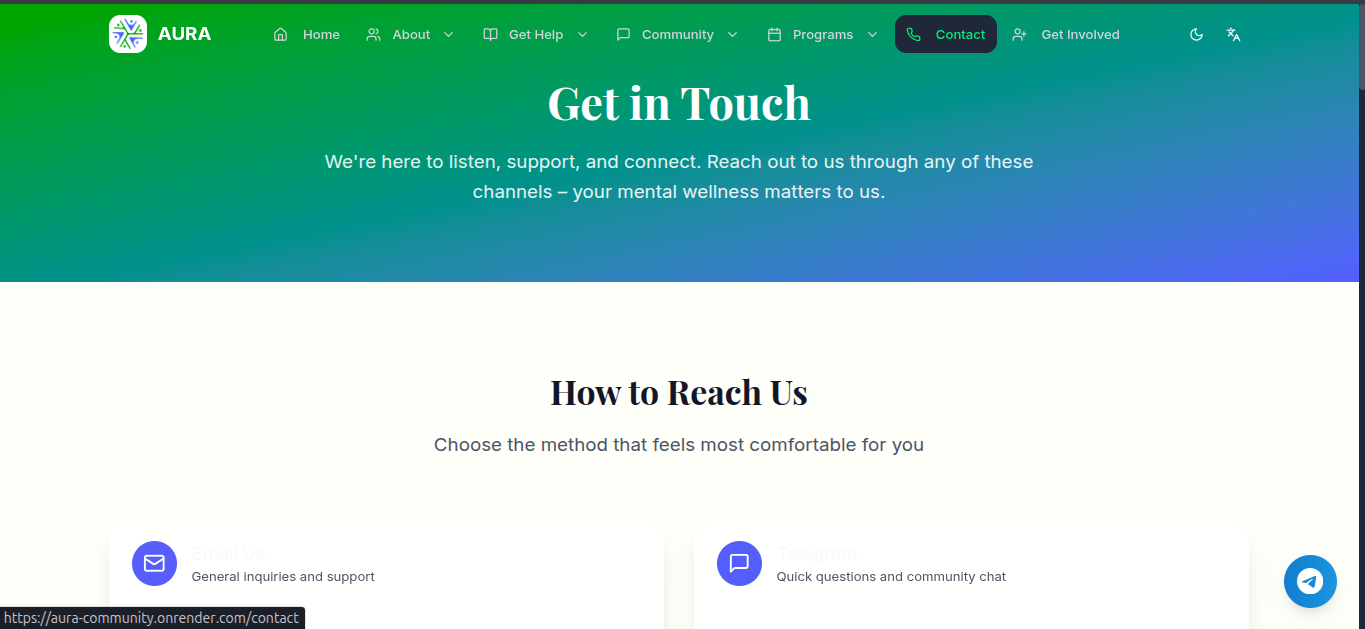 AURA
Home
About
Get Help
Community
Programs
Contact
Get Involved
Get in Touch
We're here to listen, support, and connect. Reach out to us through any of these
channels – your mental wellness matters to us.
How to Reach Us
Choose the method that feels most comfortable for you
Email Us
General inquiries and support
Telegram
Quick questions and community chat
https://aura-community.onrender.com/contact